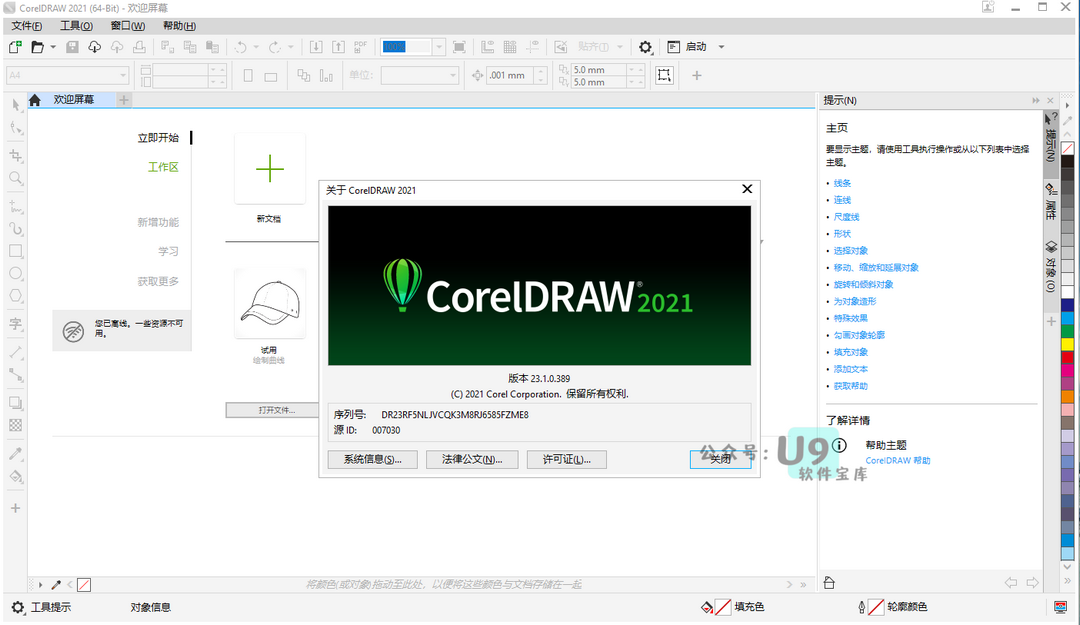 CorelDRAW 2021 (64-Bit) - 欢迎屏幕
文件(F) 工具(O) 窗口(W) 帮助(H)
PDF 贴齐(T) 启动
A4 单位: .001 mm 5.0 mm
5.0 mm
欢迎屏幕
立即开始
工作区
新增功能
学习
获取更多
您已离线。一些资源不可
用。
新文档
试用
绘制曲线
打开文件...
关于 CorelDRAW 2021
CorelDRAW® 2021
版本 23.1.0.389
(C) 2021 Corel Corporation. 保留所有权利.
序列号: DR23RF5NLJVCQK3M8RJ6585FZME8
源 ID: 007030
系统信息(S)... 法律公文(N)... 许可证(L)... 关闭
公众号: U9
软件宝库
提示(N)
主页
要显示主题，请使用工具执行操作或从以下列表中选择
主题。
• 线条
• 连线
• 尺度线
• 形状
• 选择对象
• 移动、缩放和延展对象
• 旋转和倾斜对象
• 为对象造形
• 特殊效果
• 勾画对象轮廓
• 填充对象
• 添加文本
• 获取帮助
了解详情
帮助主题
CorelDRAW 帮助
提示(N)
属性
对象 (O)
将颜色(或对象)拖动至此处，以便将这些颜色与文档存储在一起
工具提示 对象信息 填充色 轮廓颜色